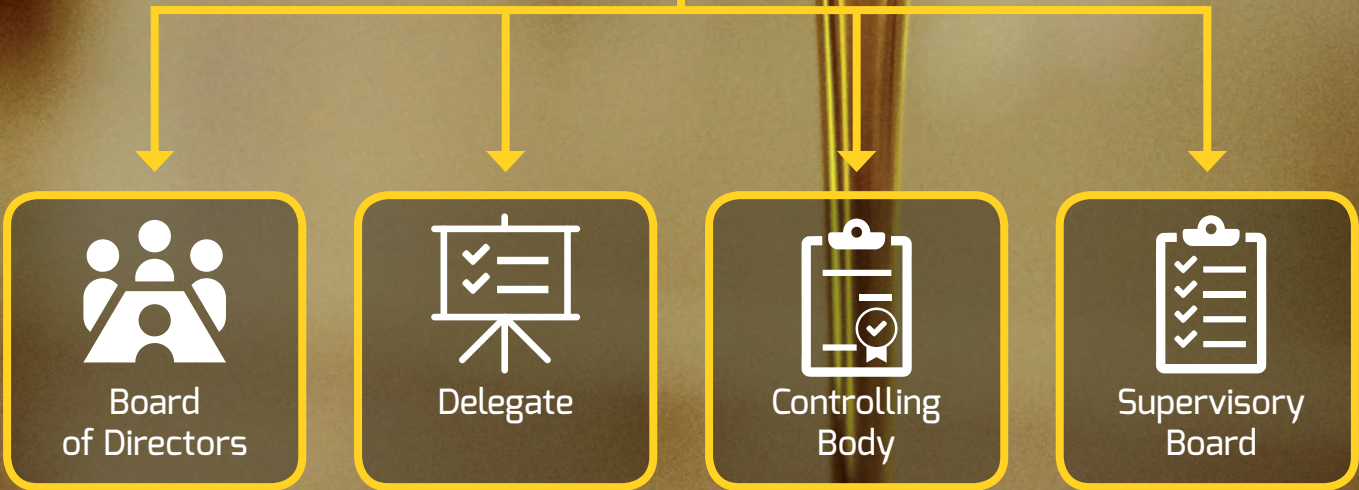 Board
of Directors
Delegate
Controlling
Body
Supervisory
Board